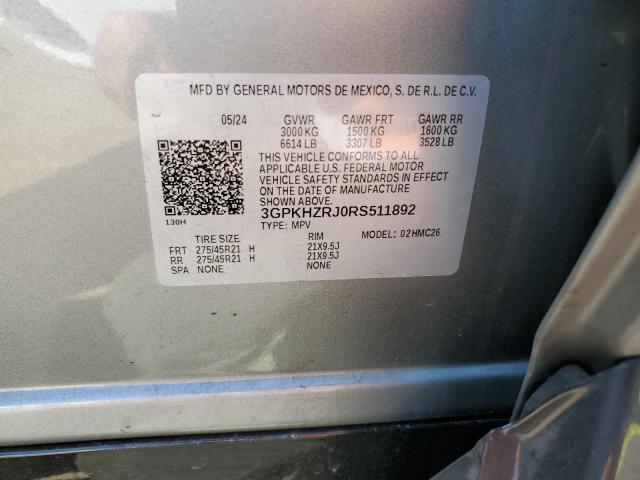 MFD BY GENERAL MOTORS DE MEXICO, S. DE R.L. DE C.V.
05/24 GVWR GAWR FRT GAWR RR
3000 KG 1500 KG 1600 KG
6614 LB 3307 LB 3528 LB
THIS VEHICLE CONFORMS TO ALL
APPLICABLE U.S. FEDERAL MOTOR
VEHICLE SAFETY STANDARDS IN EFFECT
ON THE DATE OF MANUFACTURE
SHOWN ABOVE.
3GPKHZRJ0RS511892
130H
TYPE: MPV MODEL: 02HMC26
TIRE SIZE RIM
FRT 275/45R21 H 21X9.5J
RR 275/45R21 H 21X9.5J
SPA NONE NONE